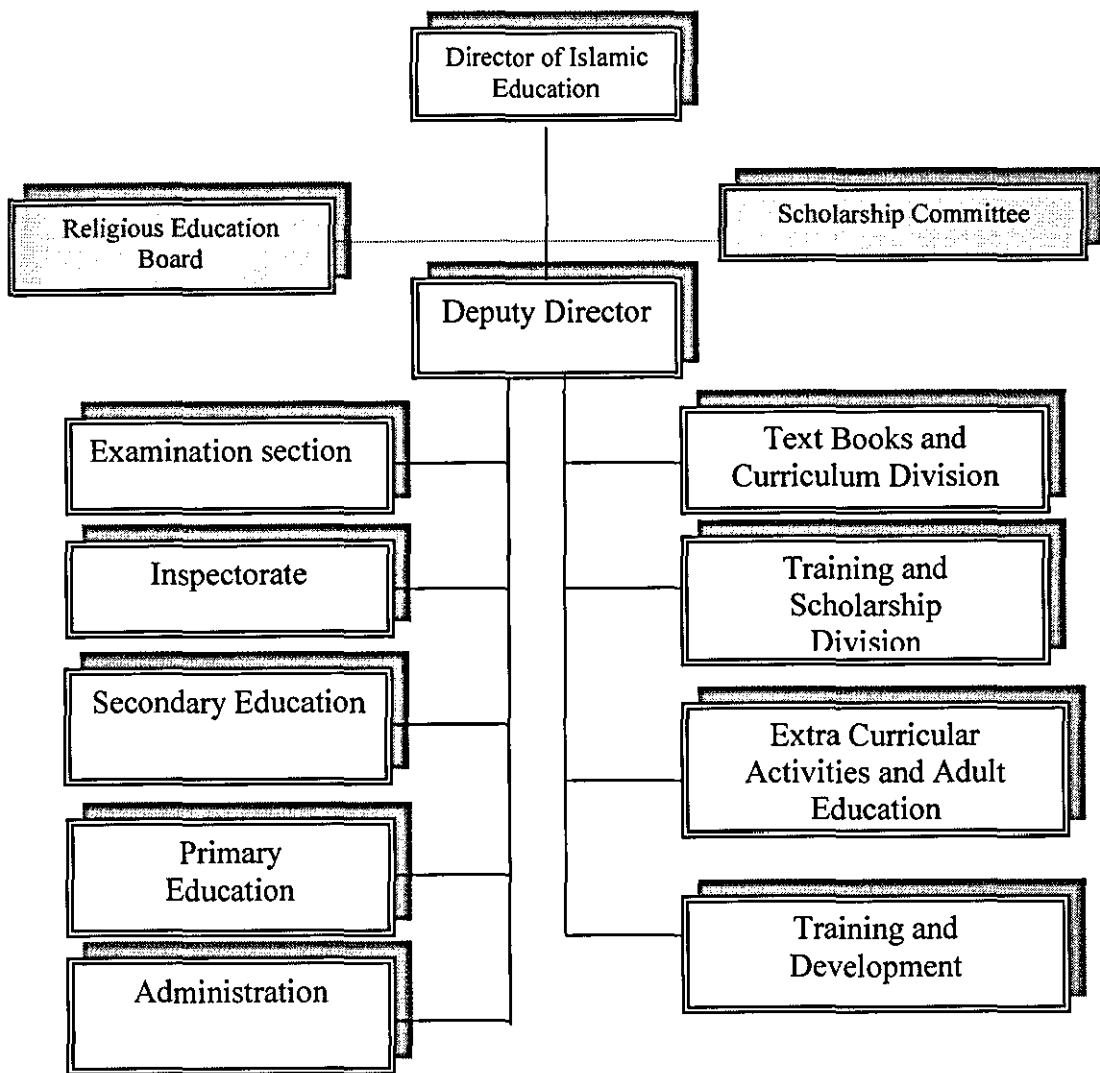 Director of Islamic
Education
Religious Education
Board
Scholarship Committee
Deputy Director
Examination section
Inspectorate
Secondary Education
Primary
Education
Administration
Text Books and
Curriculum Division
Training and
Scholarship
Division
Extra Curricular
Activities and Adult
Education
Training and
Development